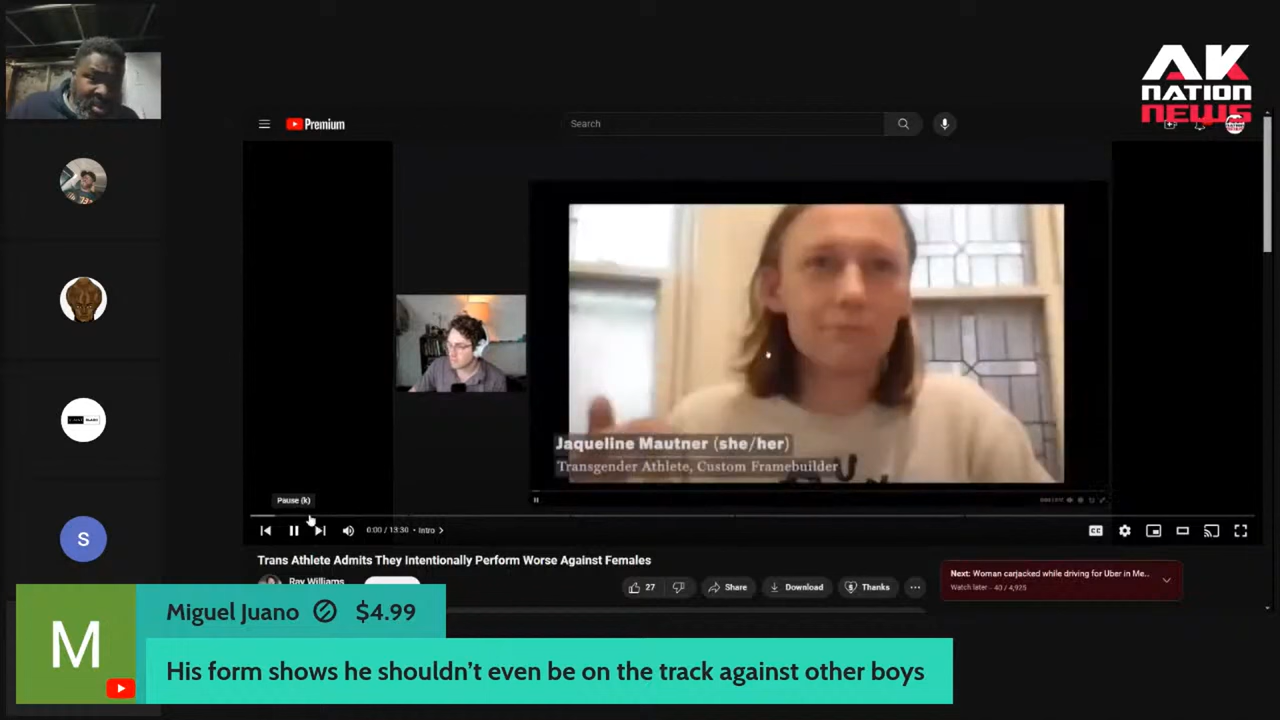 AK
NATION
NEWS
Premium
Search
Jaqueline Mautner (she/her)
Transgender Athlete, Custom Framebuilder
Pause (k)
0:00 / 13:30 • Intro
CC
Trans Athlete Admits They Intentionally Perform Worse Against Females
Ray Williams
27
Share
Download
Thanks
Next: Woman carjacked while driving for Uber in Me...
Watch later - 40 / 4,925
S
M
Miguel Juano $4.99
His form shows he shouldn't even be on the track against other boys